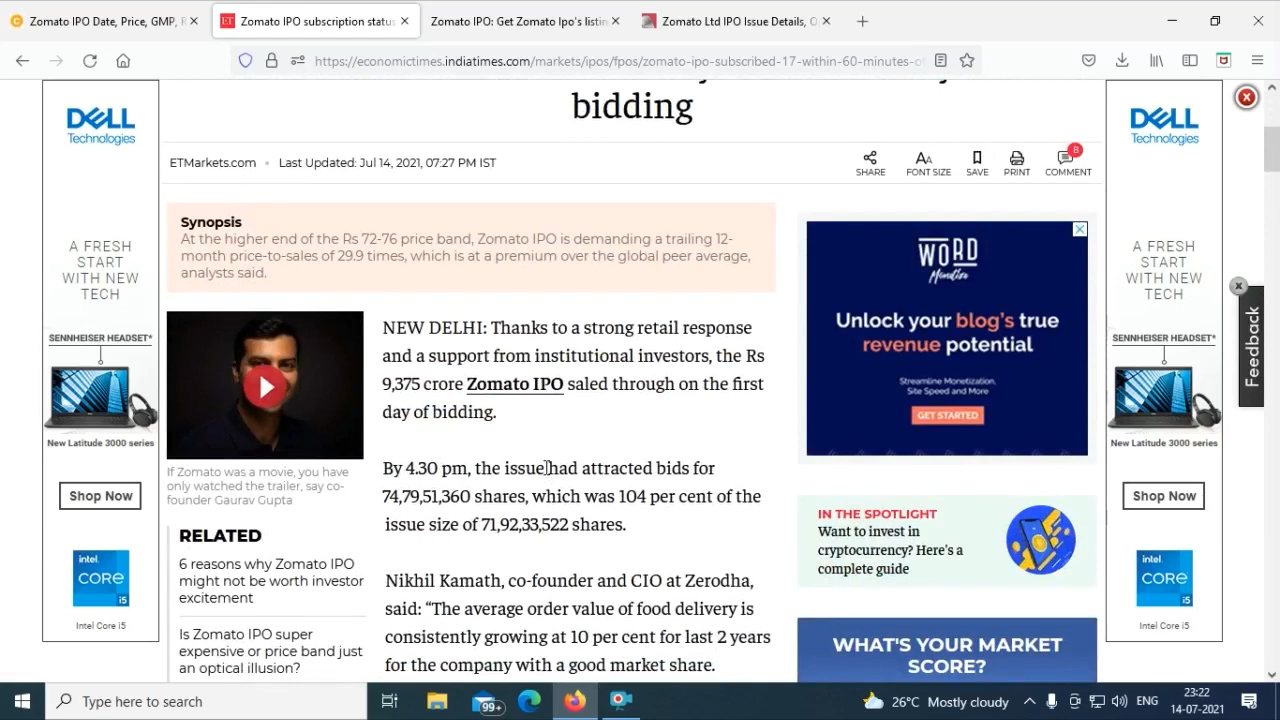 Zomato IPO Date, Price, GMP, R
Zomato IPO subscription status
Zomato IPO: Get Zomato Ipo's listin
Zomato Ltd IPO Issue Details, O
https://economictimes.indiatimes.com/markets/ipos/fpos/zomato-ipo-subscribed-17-within-60-minutes-o
bidding
ETMarkets.com • Last Updated: Jul 14, 2021, 07:27 PM IST
SHARE
FONT SIZE
SAVE
PRINT
8
COMMENT
Synopsis
At the higher end of the Rs 72-76 price band, Zomato IPO is demanding a trailing 12-
month price-to-sales of 29.9 times, which is at a premium over the global peer average,
analysts said.
If Zomato was a movie, you have
only watched the trailer, say co-
founder Gaurav Gupta
RELATED
6 reasons why Zomato IPO
might not be worth investor
excitement
Is Zomato IPO super
expensive or price band just
an optical illusion?
NEW DELHI: Thanks to a strong retail response
and a support from institutional investors, the Rs
9,375 crore Zomato IPO saled through on the first
day of bidding.
By 4.30 pm, the issue had attracted bids for
74,79,51,360 shares, which was 104 per cent of the
issue size of 71,92,33,522 shares.
Nikhil Kamath, co-founder and CIO at Zerodha,
said: “The average order value of food delivery is
consistently growing at 10 per cent for last 2 years
for the company with a good market share.
WORD
Monetize
Unlock your blog's true
revenue potential
Streamline Monetization,
Site Speed and More
GET STARTED
IN THE SPOTLIGHT
Want to invest in
cryptocurrency? Here's a
complete guide
WHAT'S YOUR MARKET
SCORE?
DELL
Technologies
A FRESH
START
WITH NEW
TECH
SENNHEISER HEADSET*
New Latitude 3000 series
Shop Now
intel
CORE
i5
Intel Core i5
DELL
Technologies
A FRESH
START
WITH NEW
TECH
SENNHEISER HEADSET*
New Latitude 3000 series
Shop Now
intel
CORE
i5
Intel Core i5
Feedback
Type here to search
99+
26°C Mostly cloudy
ENG
23:22
14-07-2021